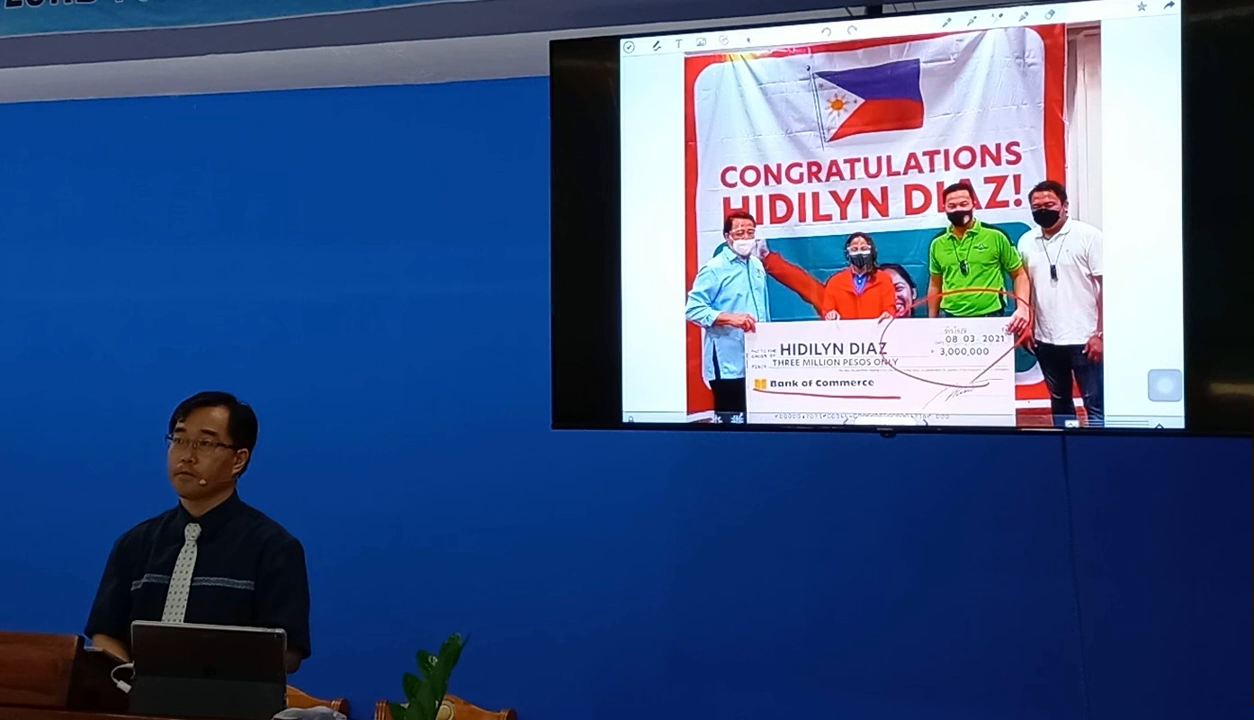 CONGRATULATIONS
HIDILYN DIAZ!
08 03 2021
HIDILYN DIAZ
3,000,000
THREE MILLION PESOS ONLY
Bank of Commerce